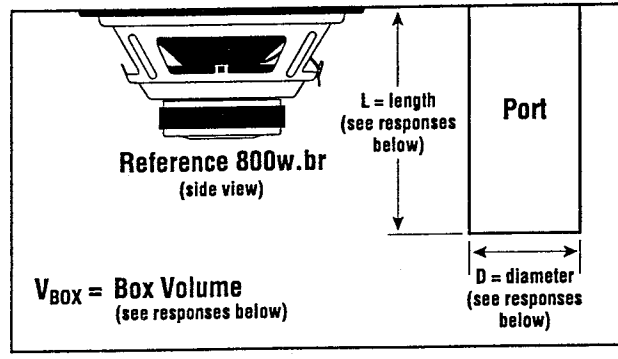 Reference 800w.br
(side view)
L = length
(see responses
below)
Port
D = diameter
(see responses
below)
VBOX = Box Volume
(see responses below)